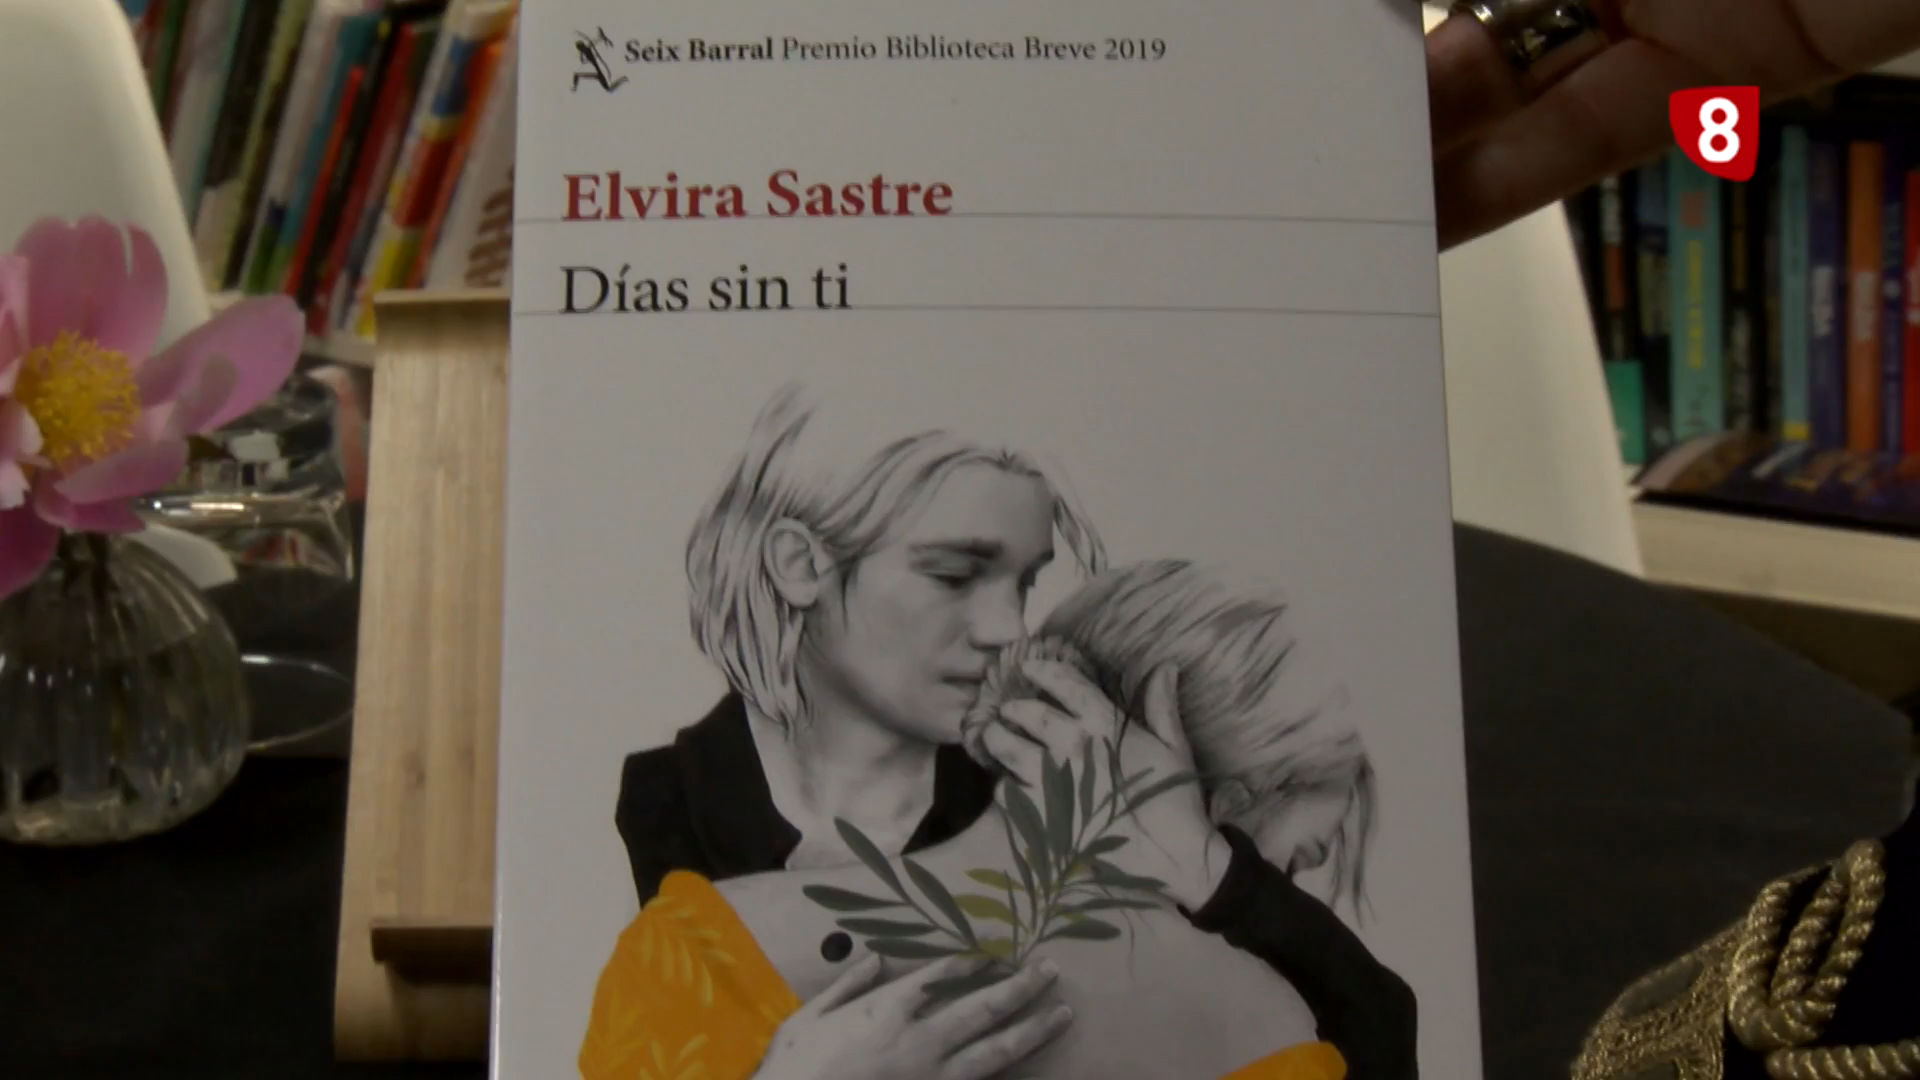 Seix Barral Premio Biblioteca Breve 2019
8
Elvira Sastre
Días sin ti